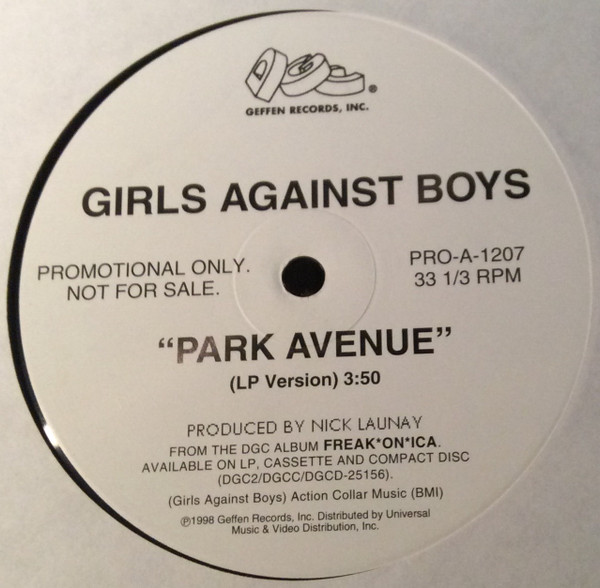 DGC
®
GEFFEN RECORDS, INC.
GIRLS AGAINST BOYS
PROMOTIONAL ONLY.
NOT FOR SALE.
PRO-A-1207
33 1/3 RPM
“PARK AVENUE”
(LP Version) 3:50
PRODUCED BY NICK LAUNAY
FROM THE DGC ALBUM FREAK*ON*ICA.
AVAILABLE ON LP, CASSETTE AND COMPACT DISC
(DGC2/DGCC/DGCD-25156).
(Girls Against Boys) Action Collar Music (BMI)
℗1998 Geffen Records, Inc. Distributed by Universal
Music & Video Distribution, Inc.